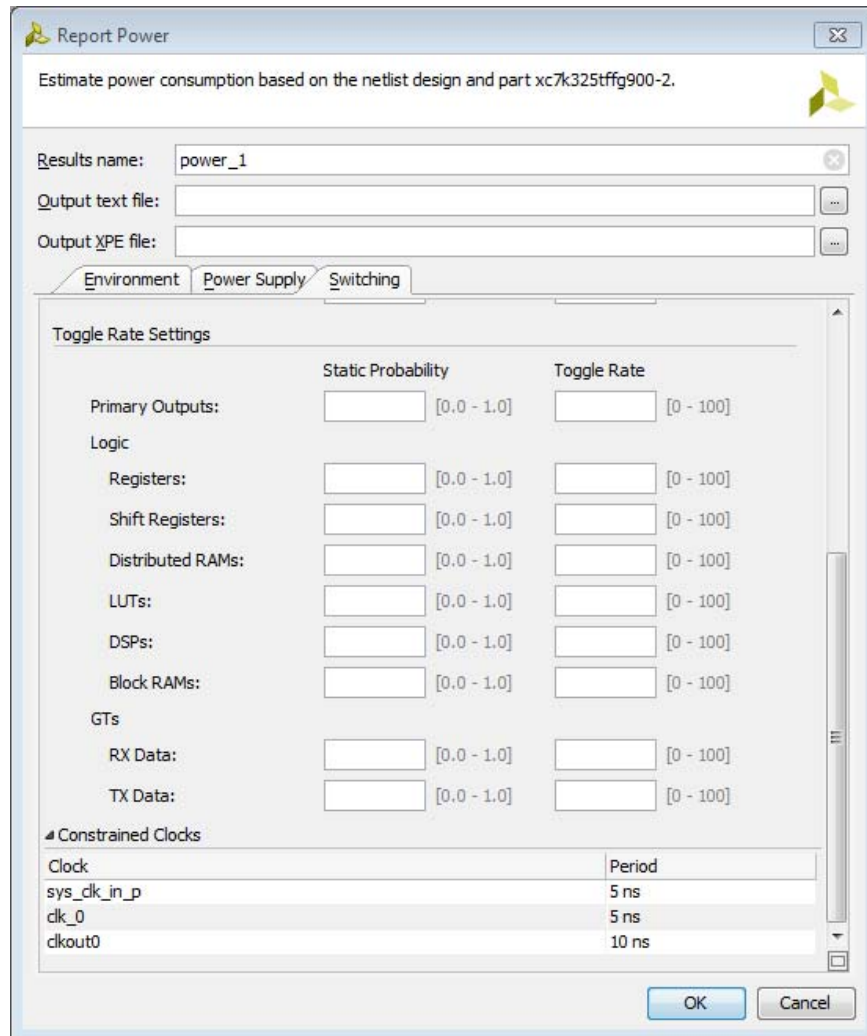 Report Power
Estimate power consumption based on the netlist design and part xc7k325tffg900-2.
Results name: power_1
Output text file: ...
Output XPE file: ...
Environment Power Supply Switching
Toggle Rate Settings
Static Probability Toggle Rate
Primary Outputs: [0.0 - 1.0] [0 - 100]
Logic
Registers: [0.0 - 1.0] [0 - 100]
Shift Registers: [0.0 - 1.0] [0 - 100]
Distributed RAMs: [0.0 - 1.0] [0 - 100]
LUTs: [0.0 - 1.0] [0 - 100]
DSPs: [0.0 - 1.0] [0 - 100]
Block RAMs: [0.0 - 1.0] [0 - 100]
GTs
RX Data: [0.0 - 1.0] [0 - 100]
TX Data: [0.0 - 1.0] [0 - 100]
Constrained Clocks
Clock Period
sys_clk_in_p 5 ns
clk_0 5 ns
clkout0 10 ns
OK Cancel